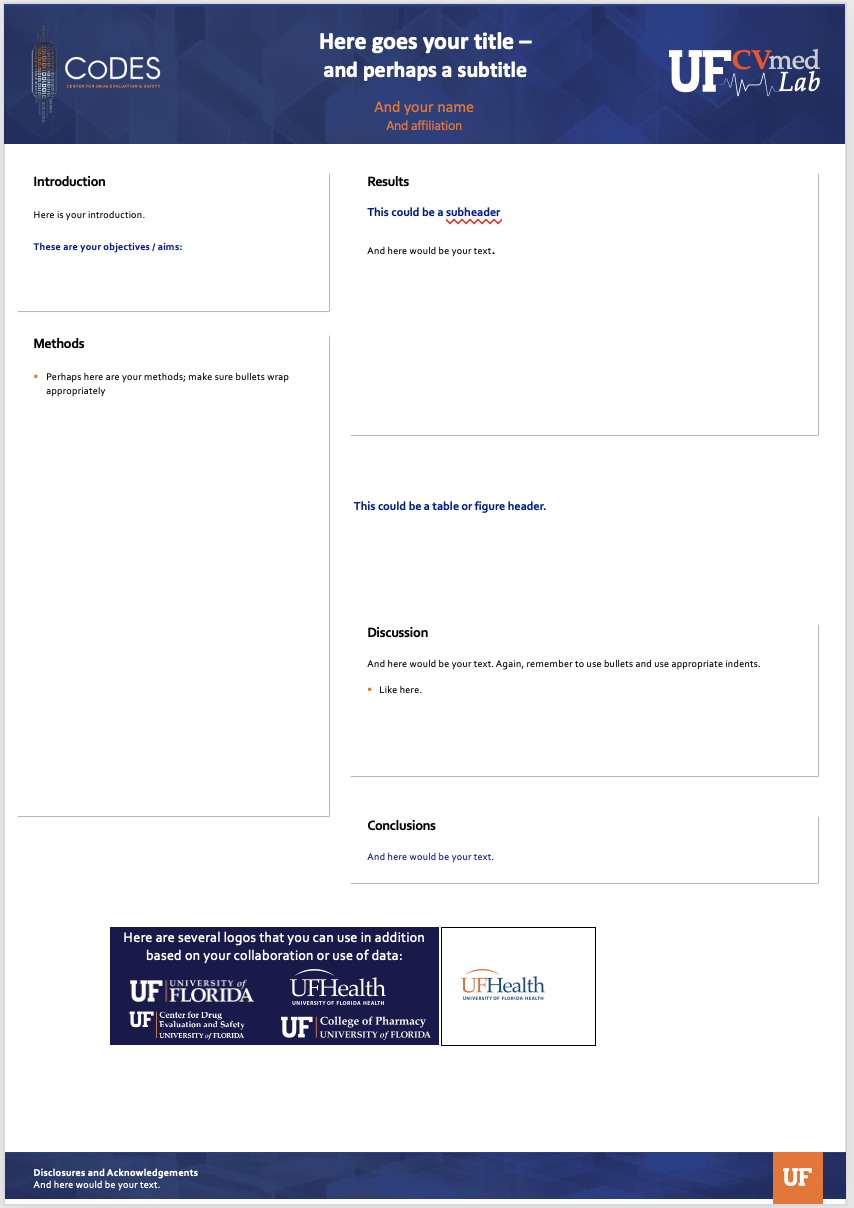 CODES
CENTER FOR DRUG EVALUATION & SAFETY
Here goes your title –
and perhaps a subtitle
And your name
And affiliation
UF CVmed
Lab
Introduction
Here is your introduction.
These are your objectives / aims:
Methods
▪ Perhaps here are your methods; make sure bullets wrap
appropriately
Results
This could be a subheader
And here would be your text.
This could be a table or figure header.
Discussion
And here would be your text. Again, remember to use bullets and use appropriate indents.
▪ Like here.
Conclusions
And here would be your text.
Here are several logos that you can use in addition
based on your collaboration or use of data:
UF UNIVERSITY of
FLORIDA
UFHealth
UNIVERSITY OF FLORIDA HEALTH
UF Center for Drug
Evaluation and Safety
UNIVERSITY of FLORIDA
UF College of Pharmacy
UNIVERSITY of FLORIDA
UFHealth
UNIVERSITY OF FLORIDA HEALTH
Disclosures and Acknowledgements
And here would be your text.
UF